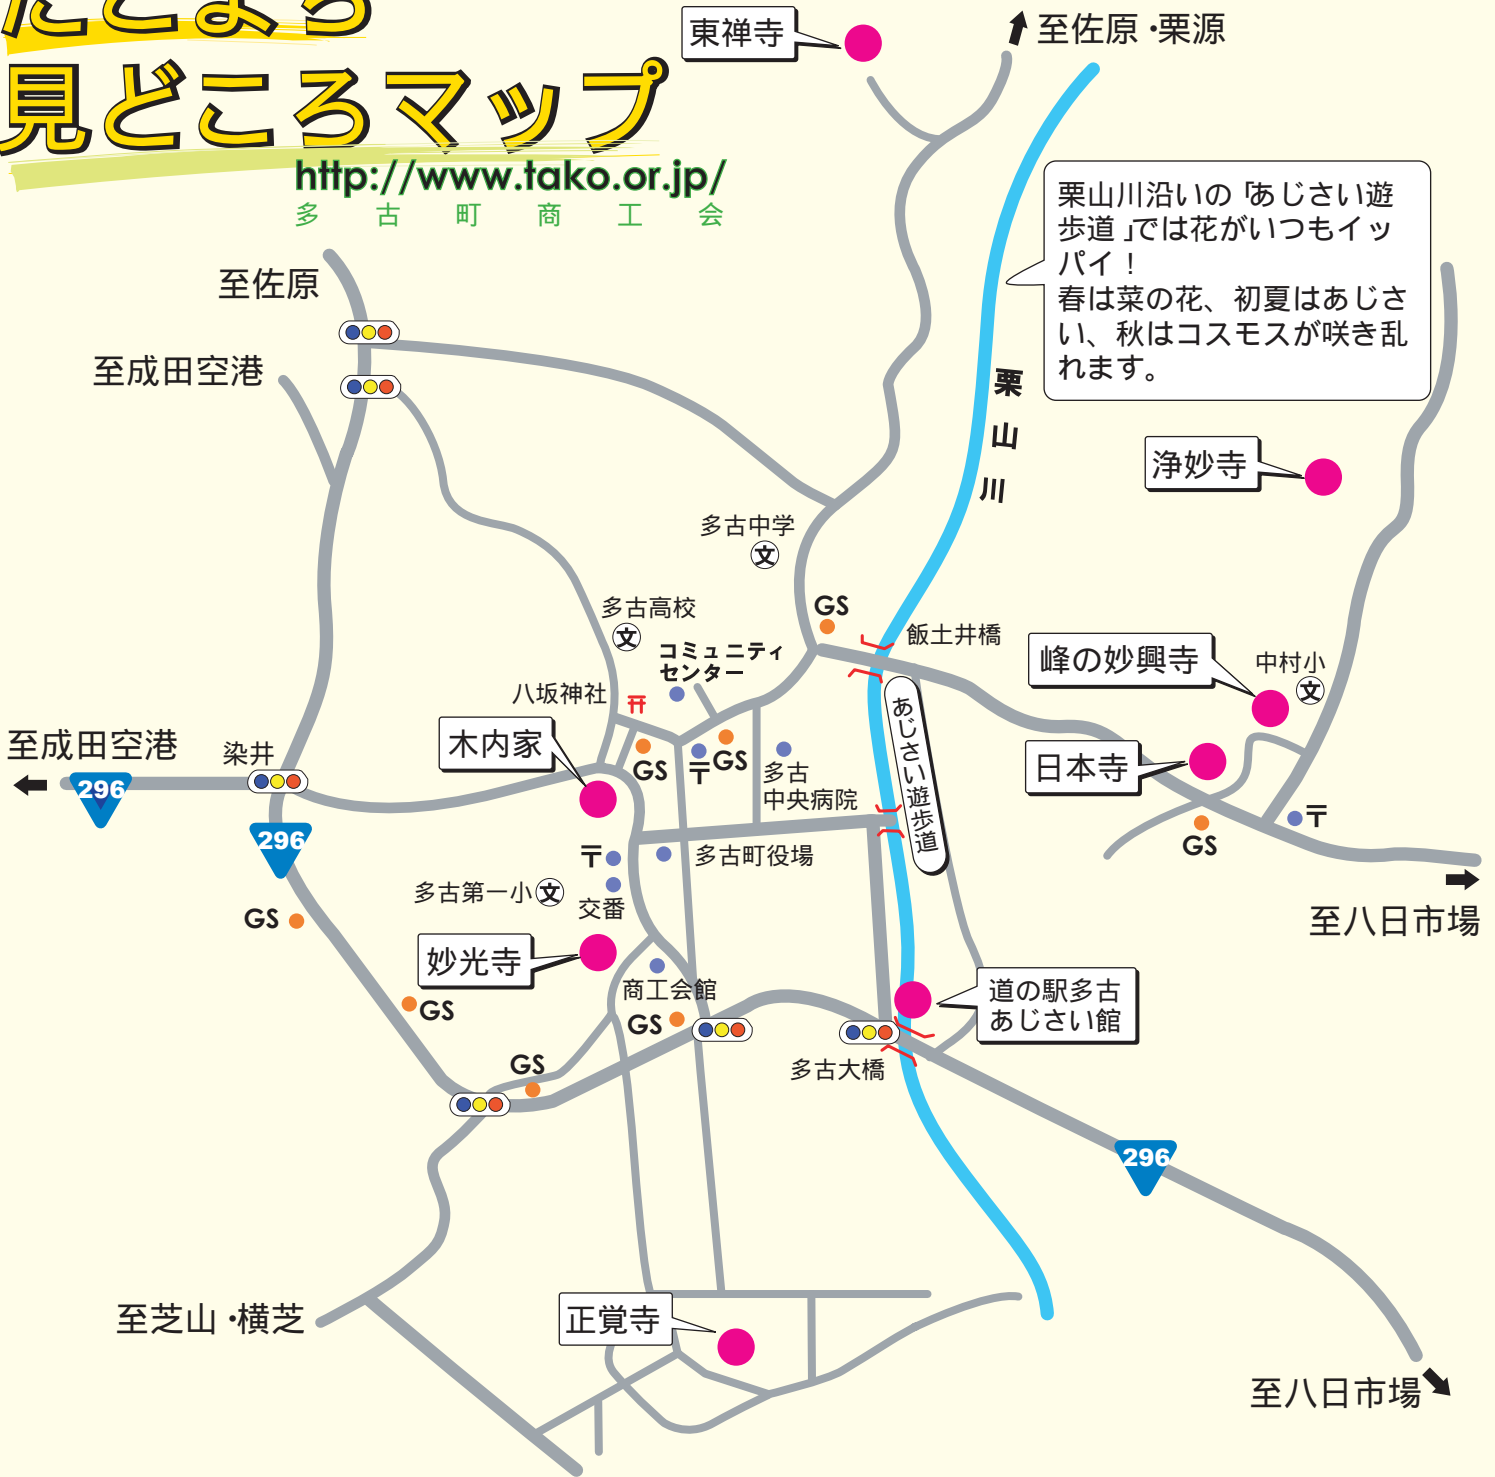 たこまち
見どころマップ
http://www.tako.or.jp/
多古町商工会
東禅寺
至佐原・栗源
栗山川沿いの「あじさい遊
歩道」では花がいつもイッ
パイ！
春は菜の花、初夏はあじさ
い、秋はコスモスが咲き乱
れます。
至佐原
至成田空港
栗山川
浄妙寺
多古中学
文
GS
多古高校
文
飯土井橋
コミュニティ
センター
峰の妙興寺
中村小
文
八坂神社
木内家
至成田空港
染井
296
GS
〒
GS
多古
中央病院
あじさい遊歩道
日本寺
296
〒
GS
〒
多古町役場
多古第一小
文
交番
GS
至八日市場
妙光寺
商工会館
道の駅多古
あじさい館
GS
GS
GS
多古大橋
296
至芝山・横芝
正覚寺
至八日市場